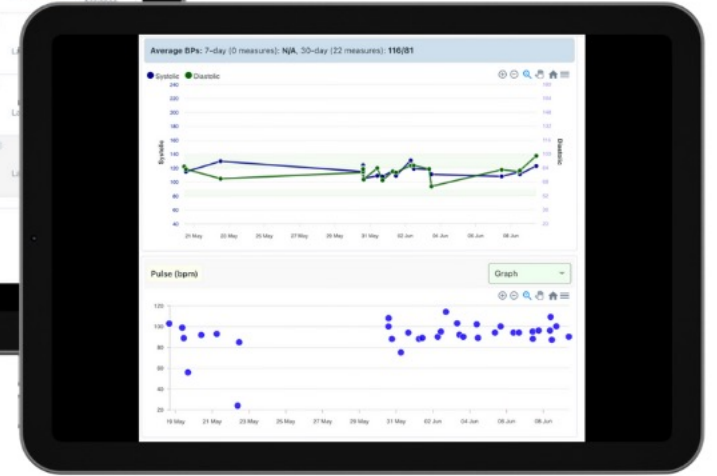 Average BPs: 7-day (0 measures): N/A, 30-day (22 measures): 116/81
Systolic Diastolic
240
220
200
180
160
140
120
100
80
60
40
Systolic
Diastolic
21 May 23 May 25 May 27 May 29 May 31 May 02 Jun 04 Jun 06 Jun 08 Jun
Pulse (bpm)
Graph
120
100
80
60
40
20
19 May 21 May 23 May 25 May 27 May 29 May 31 May 02 Jun 04 Jun 06 Jun 08 Jun